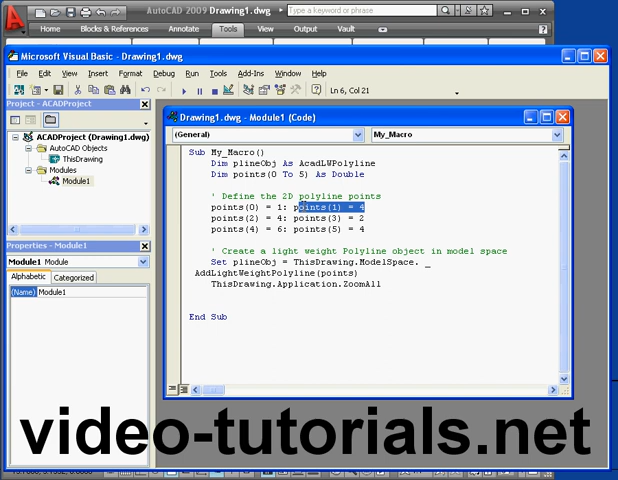 AutoCAD 2009 Drawing1.dwg
Type a keyword or phrase
Home Blocks & References Annotate Tools Output Vault
Microsoft Visual Basic - Drawing1.dwg
File Edit View Insert Format Debug Run Tools Add-Ins Window Help
Ln 6, Col 21
Project - ACADProject
ACADProject (Drawing1.dwg)
AutoCAD Objects
ThisDrawing
Modules
Module1
Properties - Module1
Module1 Module
Alphabetic Categorized
(Name) Module1
Drawing1.dwg - Module1 (Code)
(General) My_Macro
Sub My_Macro()
Dim plineObj As AcadLWPolyline
Dim points(0 To 5) As Double
' Define the 2D polyline points
points(0) = 1: points(1) = 4
points(2) = 4: points(3) = 2
points(4) = 6: points(5) = 4
' Create a light weight Polyline object in model space
Set plineObj = ThisDrawing.ModelSpace. _
AddLightWeightPolyline(points)
ThisDrawing.Application.ZoomAll
End Sub
video-tutorials.net